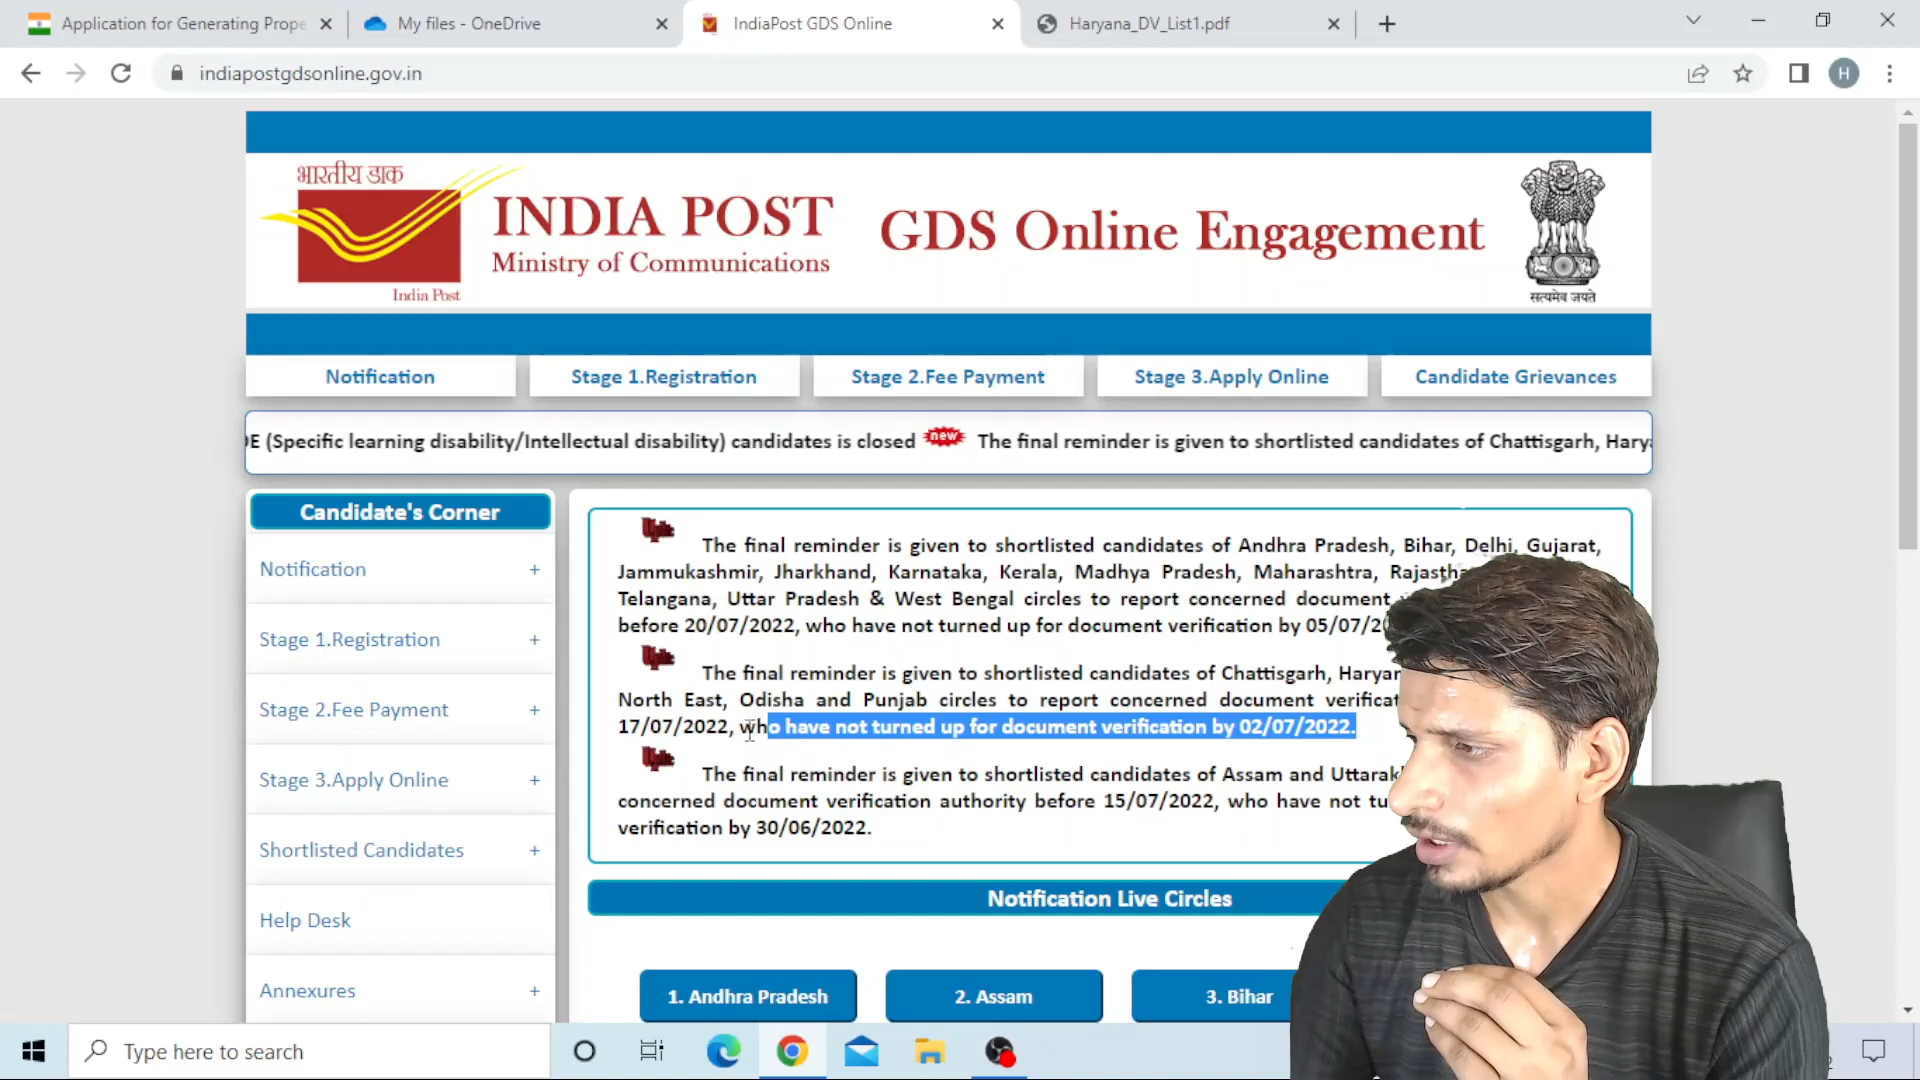 Application for Generating Prope
My files - OneDrive
IndiaPost GDS Online
Haryana_DV_List1.pdf
indiapostgdsonline.gov.in
H
भारतीय डाक
INDIA POST
Ministry of Communications
India Post
GDS Online Engagement
सत्यमेव जयते
Notification
Stage 1.Registration
Stage 2.Fee Payment
Stage 3.Apply Online
Candidate Grievances
DE (Specific learning disability/Intellectual disability) candidates is closed new The final reminder is given to shortlisted candidates of Chattisgarh, Hary
Candidate's Corner
Notification +
Stage 1.Registration +
Stage 2.Fee Payment +
Stage 3.Apply Online +
Shortlisted Candidates +
Help Desk
Annexures +
The final reminder is given to shortlisted candidates of Andhra Pradesh, Bihar, Delhi, Gujarat,
Jammukashmir, Jharkhand, Karnataka, Kerala, Madhya Pradesh, Maharashtra, Rajastha
Telangana, Uttar Pradesh & West Bengal circles to report concerned document
before 20/07/2022, who have not turned up for document verification by 05/07/2
The final reminder is given to shortlisted candidates of Chattisgarh, Haryan
North East, Odisha and Punjab circles to report concerned document verificat
17/07/2022, who have not turned up for document verification by 02/07/2022.
The final reminder is given to shortlisted candidates of Assam and Uttarak
concerned document verification authority before 15/07/2022, who have not tu
verification by 30/06/2022.
Notification Live Circles
1. Andhra Pradesh
2. Assam
3. Bihar
Type here to search